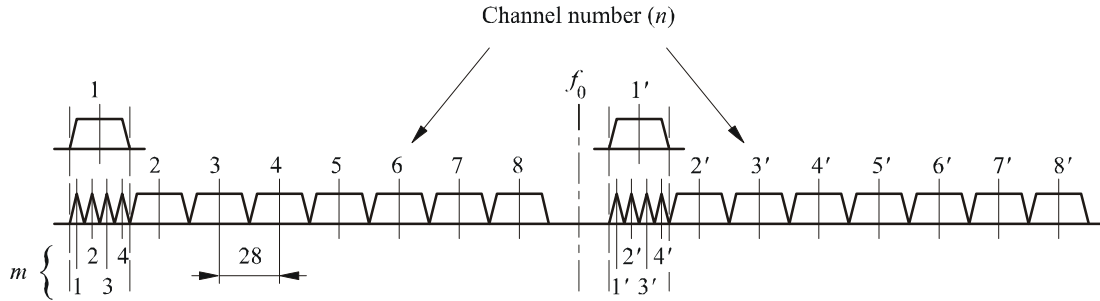 Channel number (n)
f0
1 1′
2 3 4 5 6 7 8 2′ 3′ 4′ 5′ 6′ 7′ 8′
2 4 28 2′ 4′
m {
1 3 1′ 3′